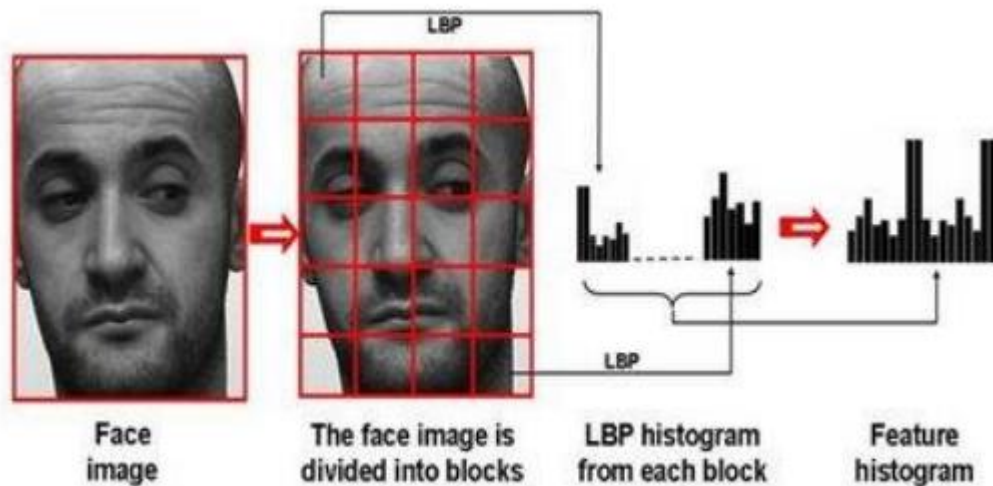 LBP
LBP
Face
image
The face image is
divided into blocks
LBP histogram
from each block
Feature
histogram